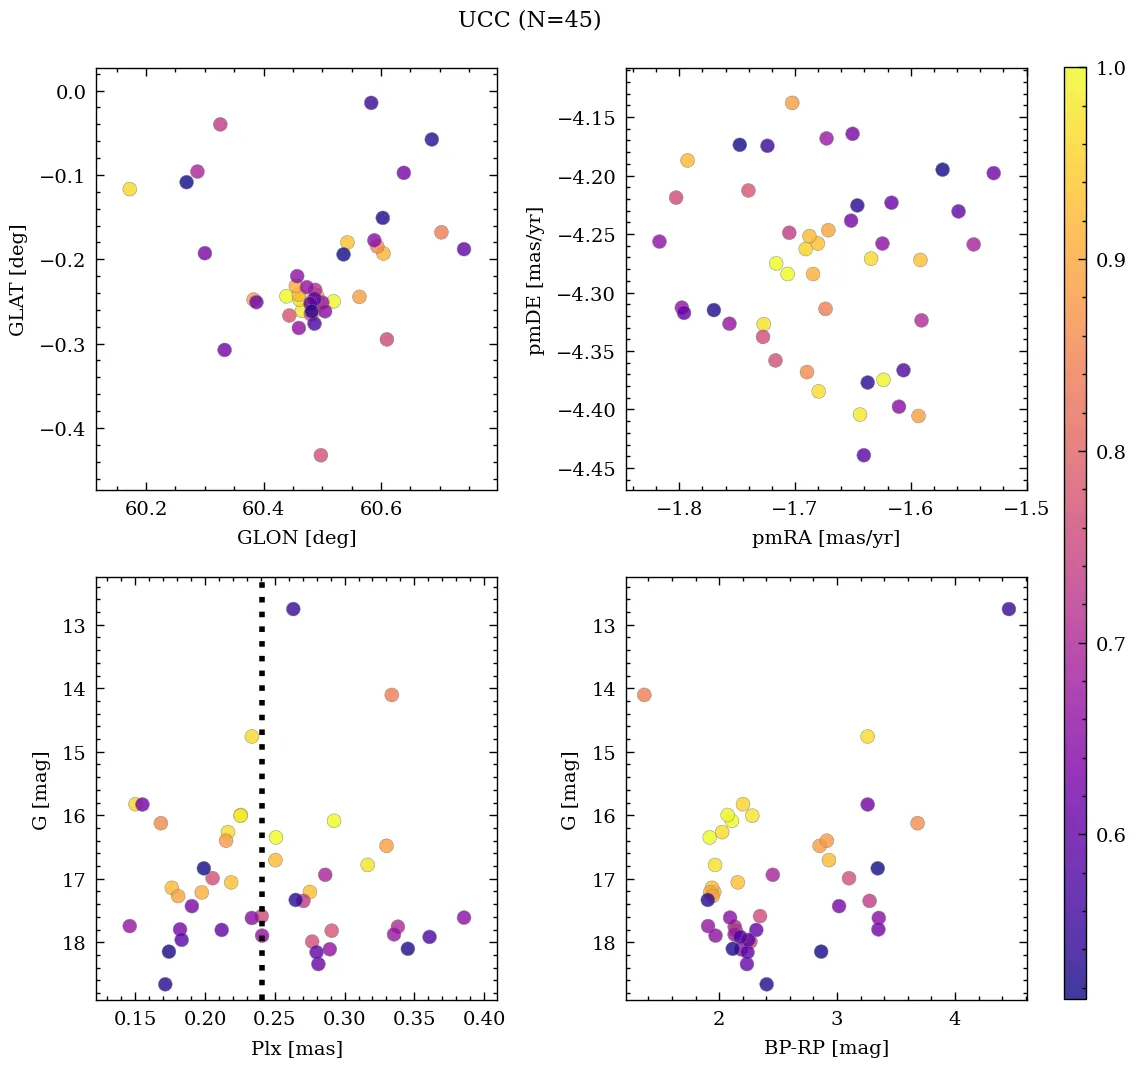 UCC (N=45)
0.0
−0.1
−0.2
−0.3
−0.4
GLAT [deg]
60.2 60.4 60.6
GLON [deg]
−4.15
−4.20
−4.25
−4.30
−4.35
−4.40
−4.45
pmDE [mas/yr]
−1.8 −1.7 −1.6 −1.5
pmRA [mas/yr]
13
14
15
16
17
18
G [mag]
0.15 0.20 0.25 0.30 0.35 0.40
Plx [mas]
13
14
15
16
17
18
G [mag]
2 3 4
BP-RP [mag]
1.0
0.9
0.8
0.7
0.6